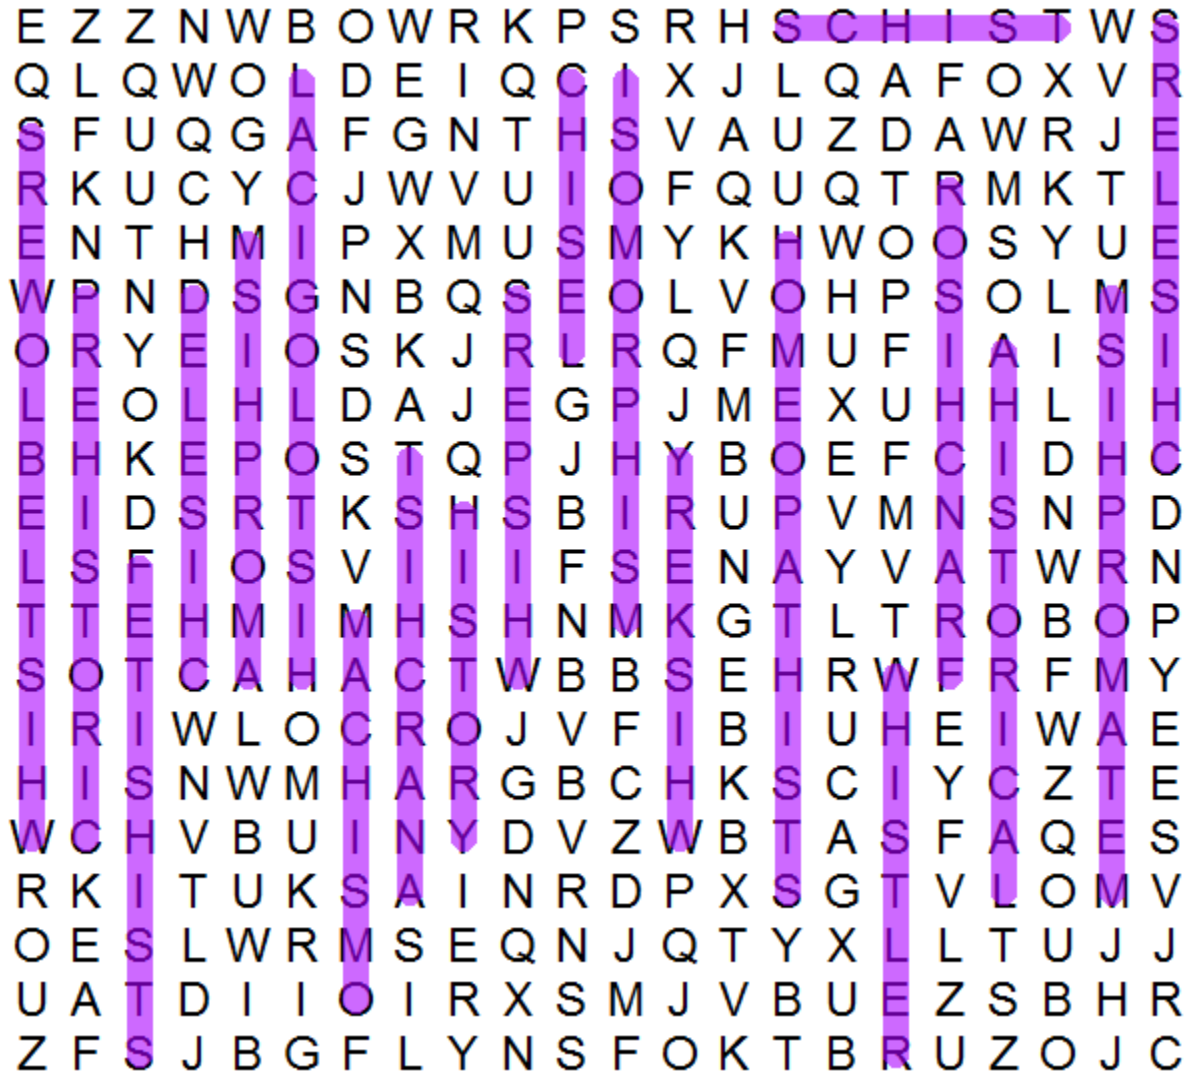 E Z Z N W B O W R K P S R H S C H I S T W S
Q L Q W O L D E I Q C I X J L Q A F O X V R
S F U Q G A F G N T H S V A U Z D A W R J E
R K U C Y C J W V U I O F Q U Q T R M K T L
E N T H M I P X M U S M Y K H W O O S Y U E
W P N D S G N B Q S E O L V O H P S O L M S
O R Y E I O S K J R L R Q F M U F I A I S I
L E O L H L D A J E G P J M E X U H H L I H
B H K E P O S T Q P J H Y B O E F C I D H C
E I D S R T K S H S B I R U P V M N S N P D
L S F I O S V I I I F S E N A Y V A T W R N
T T E H M I M H S H N M K G T L T R O B O P
S O T C A H A C T W B B S E H R W F R F M Y
I R I W L O C R O J V F I B I U H E I W A E
H I S N W M H A R G B C H K S C I Y C Z T E
W C H V B U I N Y D V Z W B T A S F A Q E S
R K I T U K S A I N R D P X S G T V L O M V
O E S L W R M S E Q N J Q T Y X L L T U J J
U A T D I I O I R X S M J V B U E Z S B H R
Z F S J B G F L Y N S F O K T B R U Z O J C